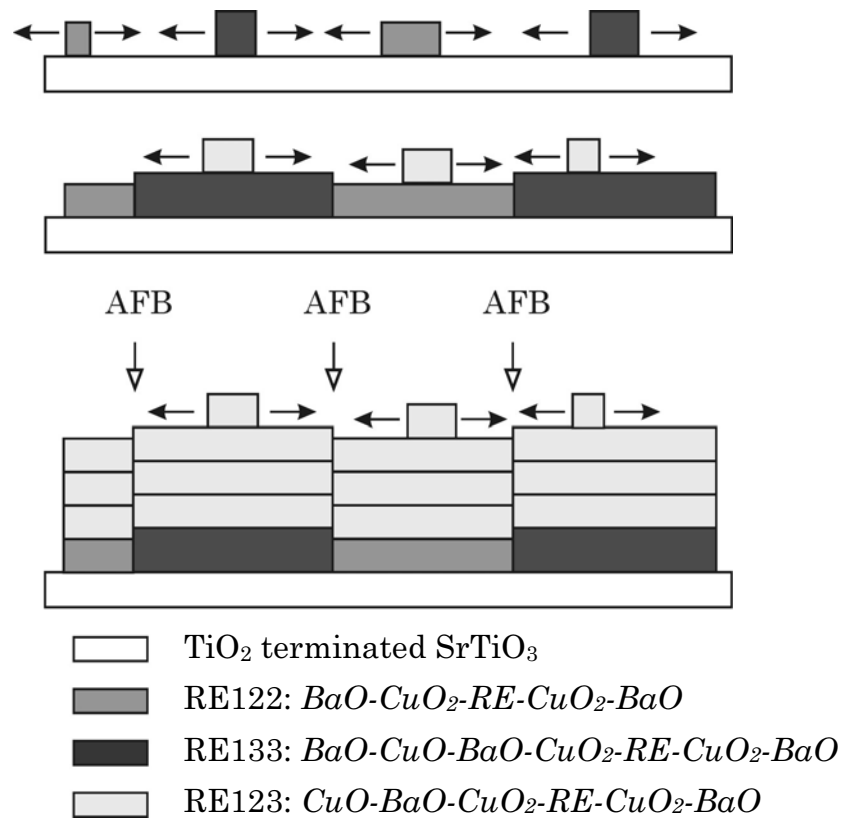 AFB AFB AFB
TiO₂ terminated SrTiO₃
RE122: BaO-CuO₂-RE-CuO₂-BaO
RE133: BaO-CuO-BaO-CuO₂-RE-CuO₂-BaO
RE123: CuO-BaO-CuO₂-RE-CuO₂-BaO